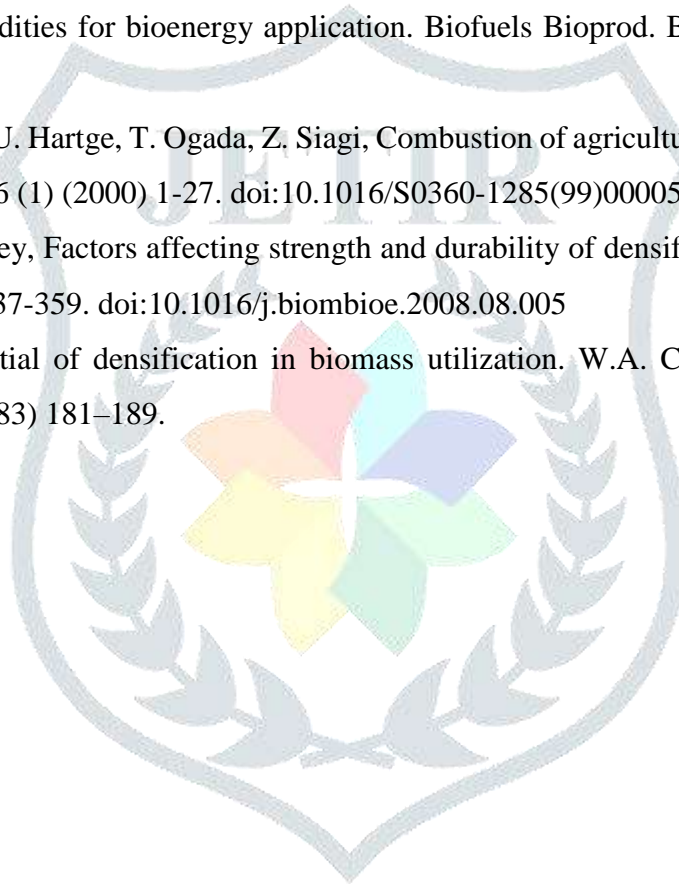 dities for bioenergy application. Biofuels Bioprod. B
J. Hartge, T. Ogada, Z. Siagi, Combustion of agricultu
6 (1) (2000) 1-27. doi:10.1016/S0360-1285(99)00005
JETIR
ey, Factors affecting strength and durability of densif
37-359. doi:10.1016/j.biombioe.2008.08.005
tial of densification in biomass utilization. W.A. C
83) 181–189.